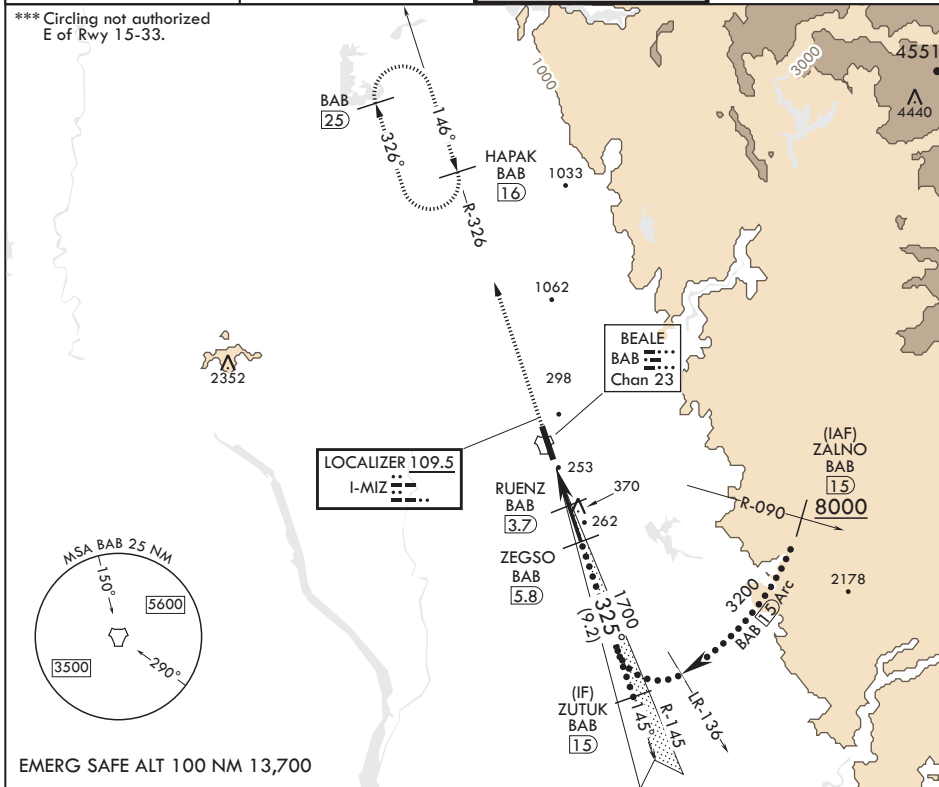 *** Circling not authorized
E of Rwy 15-33.
1000
3000
4551
4440
BAB
25
146°
326°
HAPAK
BAB
16
R-326
1033
1062
BEALE
BAB
Chan 23
2352
298
LOCALIZER 109.5
I-MIZ
253
370
262
RUENZ
BAB
3.7
ZEGSO
BAB
5.8
(IAF)
ZALNO
BAB
15
8000
R-090
2178
3200
BAB 15 Arc
1700
325°
(9.2)
(IF)
ZUTUK
BAB
15
145°
R-145
LR-136
MSA BAB 25 NM
150°
5600
3500
290°
EMERG SAFE ALT 100 NM 13,700